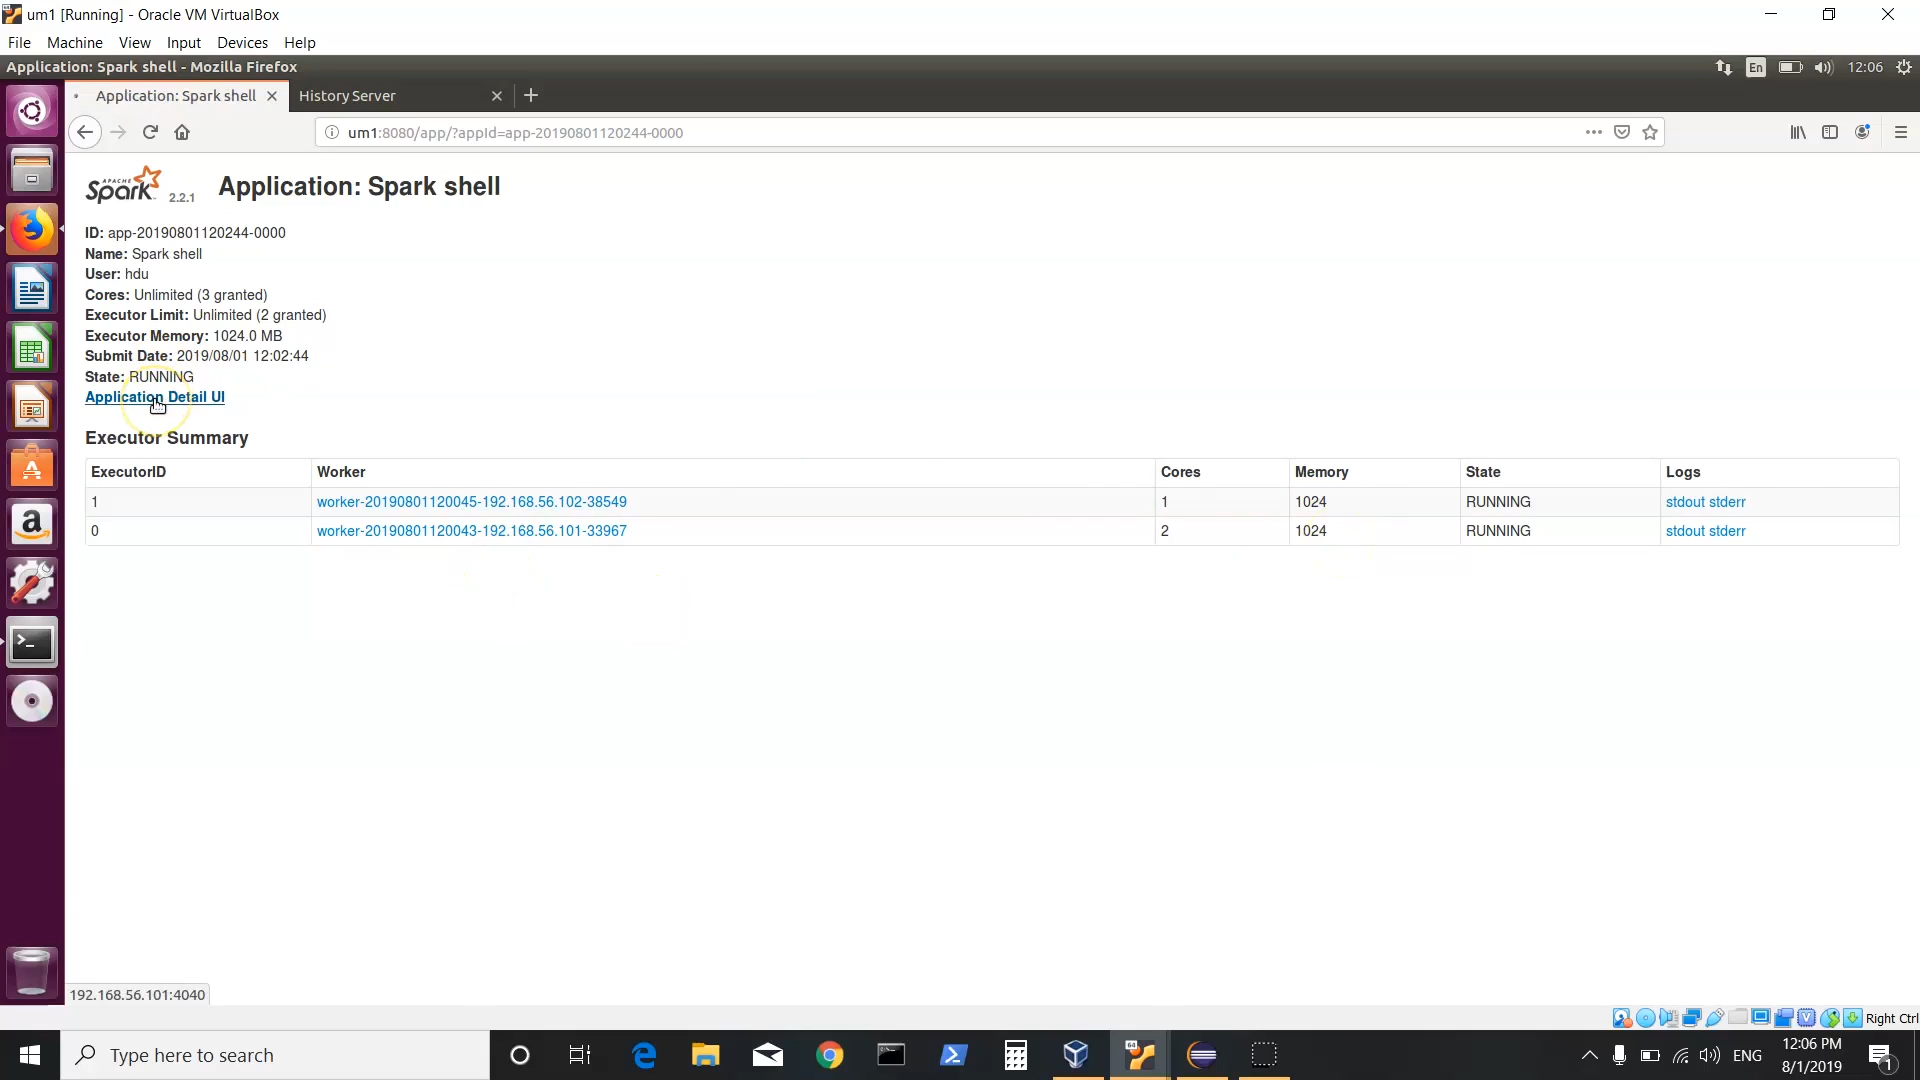 um1 [Running] - Oracle VM VirtualBox
File Machine View Input Devices Help
Application: Spark shell - Mozilla Firefox
En 12:06
Application: Spark shell
History Server
um1:8080/app/?appId=app-20190801120244-0000
APACHE Spark 2.2.1 Application: Spark shell
ID: app-20190801120244-0000
Name: Spark shell
User: hdu
Cores: Unlimited (3 granted)
Executor Limit: Unlimited (2 granted)
Executor Memory: 1024.0 MB
Submit Date: 2019/08/01 12:02:44
State: RUNNING
Application Detail UI
Executor Summary
ExecutorID Worker Cores Memory State Logs
1 worker-20190801120045-192.168.56.102-38549 1 1024 RUNNING stdout stderr
0 worker-20190801120043-192.168.56.101-33967 2 1024 RUNNING stdout stderr
192.168.56.101:4040
Right Ctrl
Type here to search
ENG
12:06 PM
8/1/2019
1